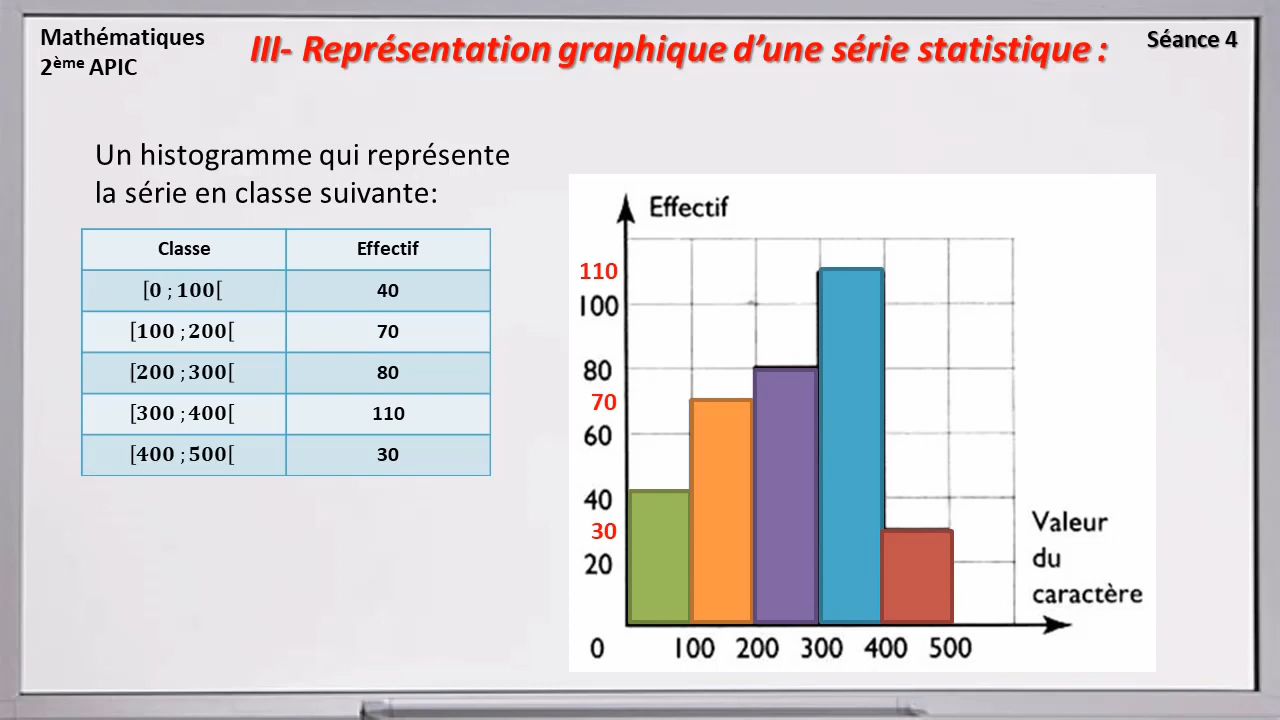 Mathématiques
2ème APIC
III- Représentation graphique d’une série statistique :
Séance 4
Un histogramme qui représente
la série en classe suivante:
Classe Effectif
[0 ; 100[ 40
[100 ; 200[ 70
[200 ; 300[ 80
[300 ; 400[ 110
[400 ; 500[ 30
Effectif
110
100
80
70
60
40
30
20
Valeur
du
caractère
0 100 200 300 400 500